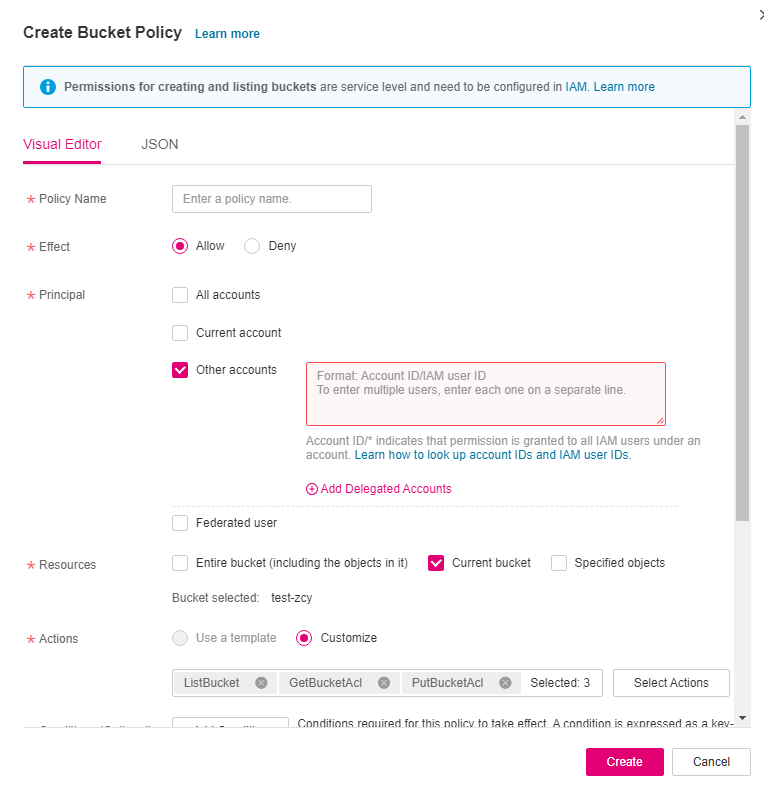 Create Bucket Policy Learn more
Permissions for creating and listing buckets are service level and need to be configured in IAM. Learn more
Visual Editor JSON
* Policy Name Enter a policy name.
* Effect Allow Deny
* Principal All accounts
Current account
Other accounts Format: Account ID/IAM user ID
To enter multiple users, enter each one on a separate line.
Account ID/* indicates that permission is granted to all IAM users under an
account. Learn how to look up account IDs and IAM user IDs.
Add Delegated Accounts
Federated user
* Resources Entire bucket (including the objects in it) Current bucket Specified objects
Bucket selected: test-zcy
* Actions Use a template Customize
ListBucket GetBucketAcl PutBucketAcl Selected: 3 Select Actions
Conditions required for this policy to take effect. A condition is expressed as a key-
Create Cancel